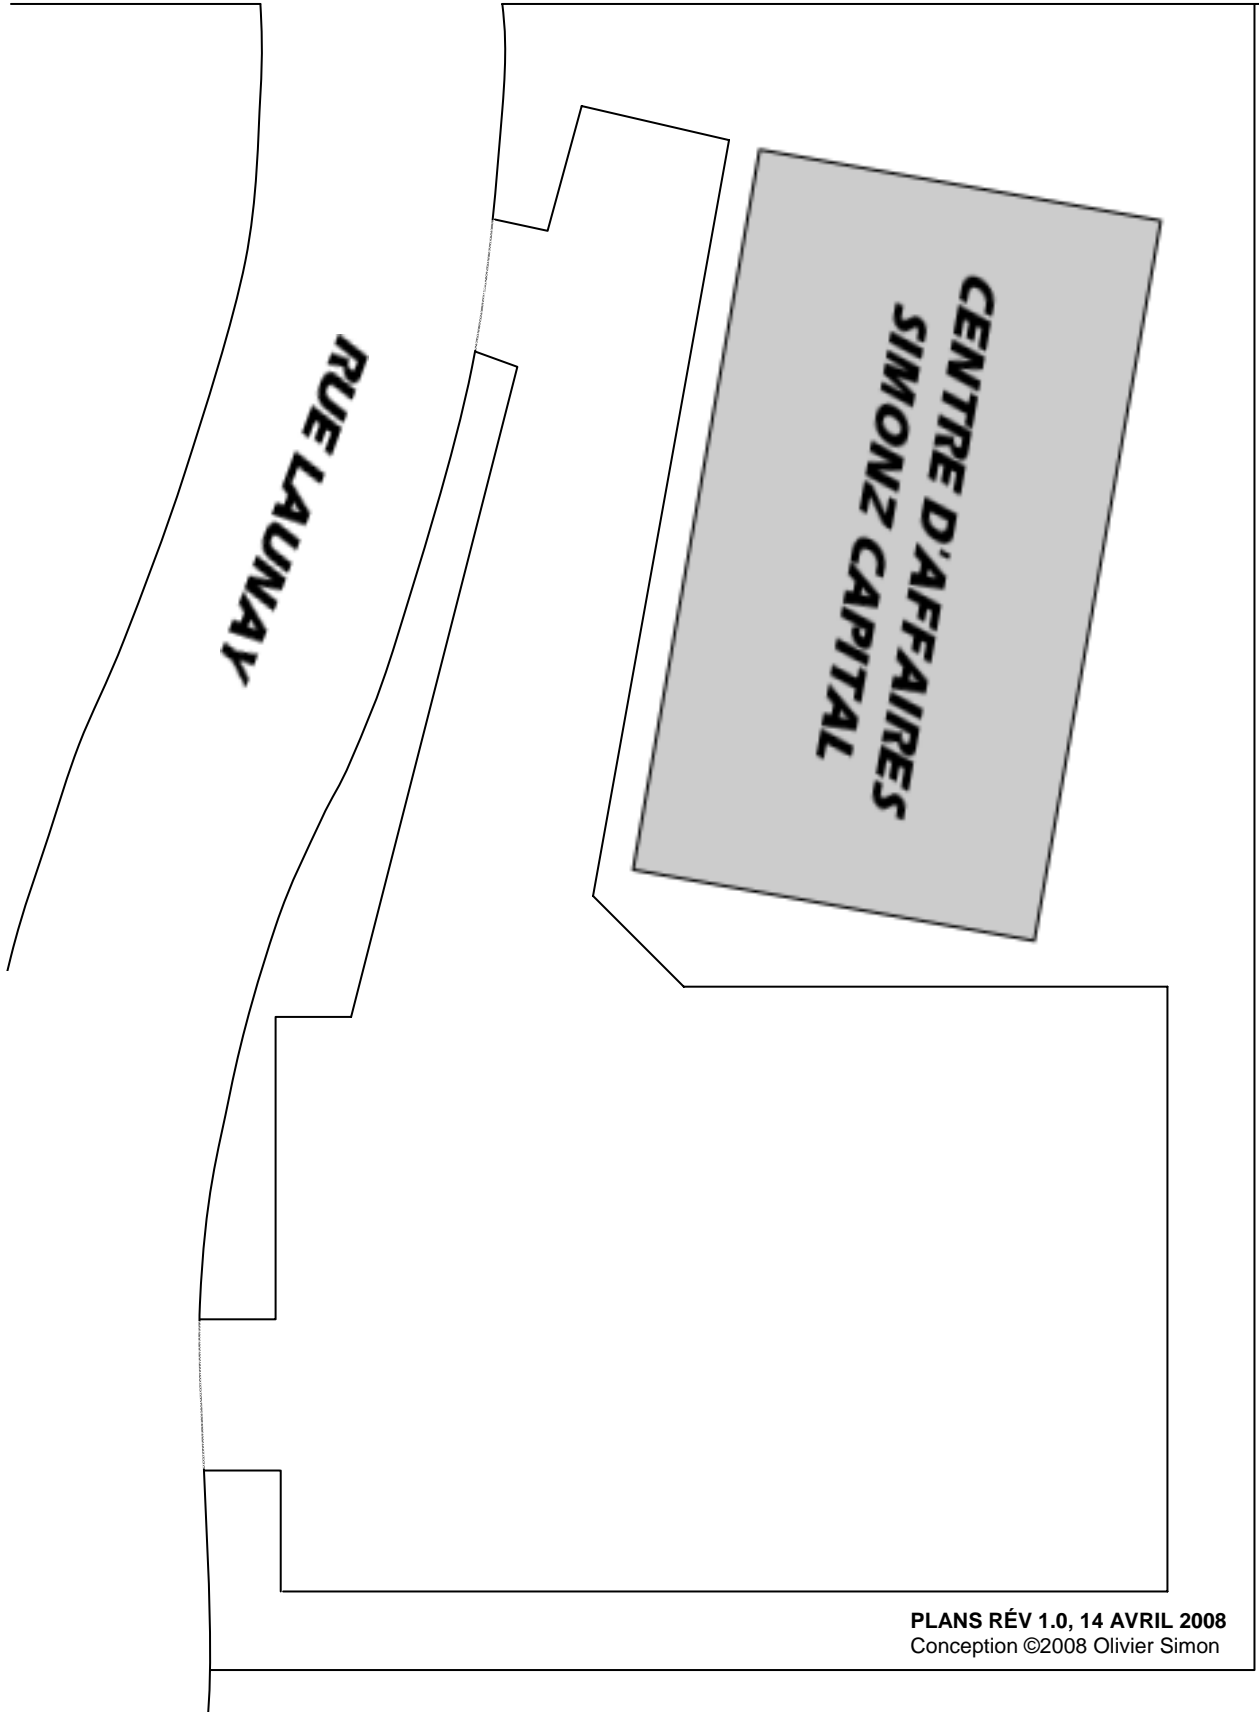 RUE LAUNAY
CENTRE D'AFFAIRES
SIMONZ CAPITAL
PLANS RÉV 1.0, 14 AVRIL 2008
Conception ©2008 Olivier Simon